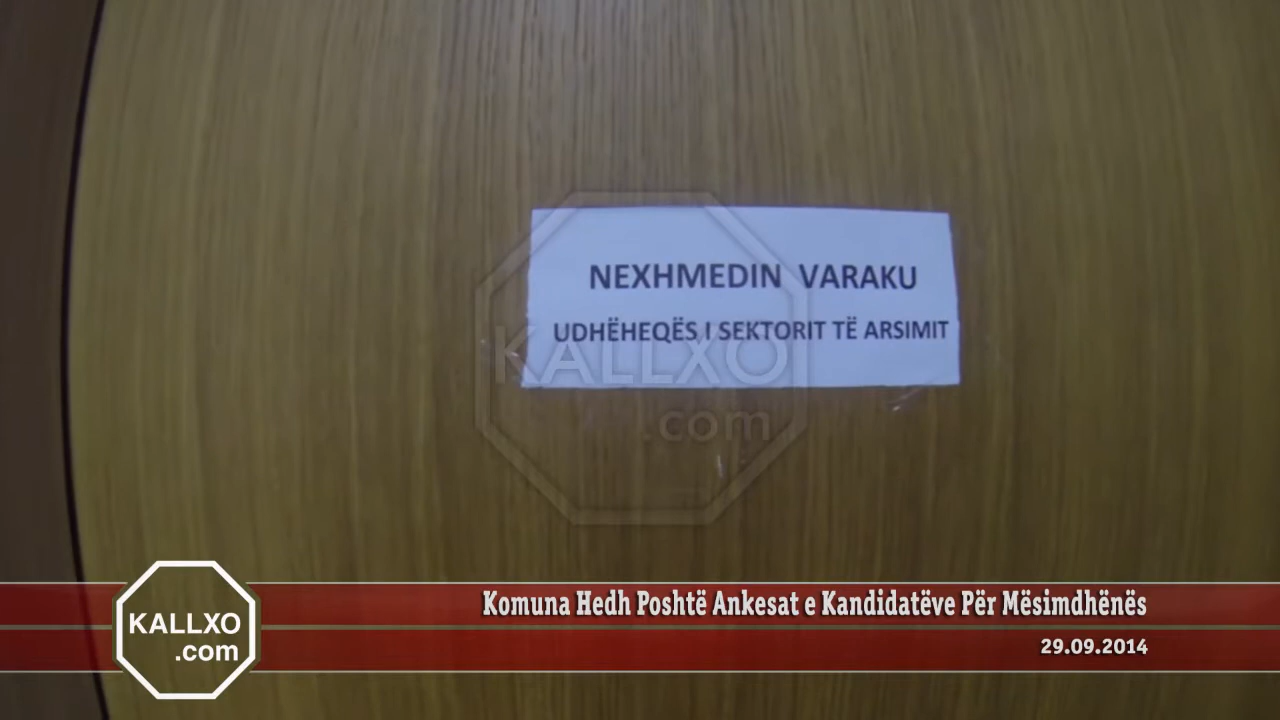 NEXHMEDIN VARAKU
UDHËHEQËS I SEKTORIT TË ARSIMIT
KALLXO
.com
Komuna Hedh Poshtë Ankesat e Kandidatëve Për Mësimdhënës
29.09.2014
KALLXO
.com